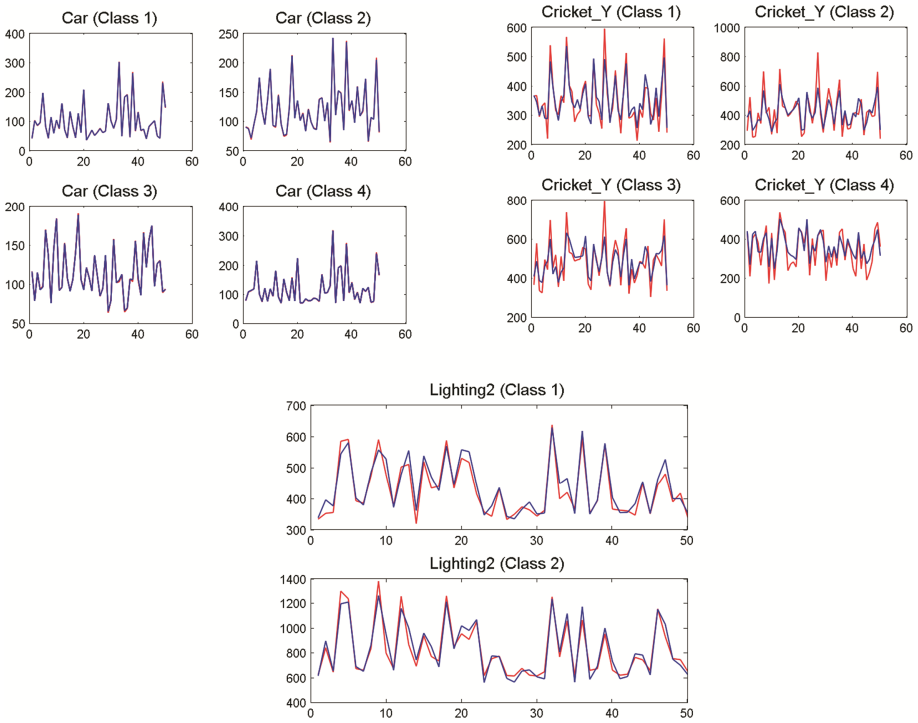 Car (Class 1)
400
300
200
100
0
0 20 40 60
Car (Class 2)
250
200
150
100
50
0 20 40 60
Cricket_Y (Class 1)
600
500
400
300
200
0 20 40 60
Cricket_Y (Class 2)
1000
800
600
400
200
0 20 40 60
Car (Class 3)
200
150
100
50
0 20 40 60
Car (Class 4)
400
300
200
100
0
0 20 40 60
Cricket_Y (Class 3)
800
600
400
200
0 20 40 60
Cricket_Y (Class 4)
800
600
400
200
0
0 20 40 60
Lighting2 (Class 1)
700
600
500
400
300
0 10 20 30 40 50
Lighting2 (Class 2)
1400
1200
1000
800
600
400
0 10 20 30 40 50